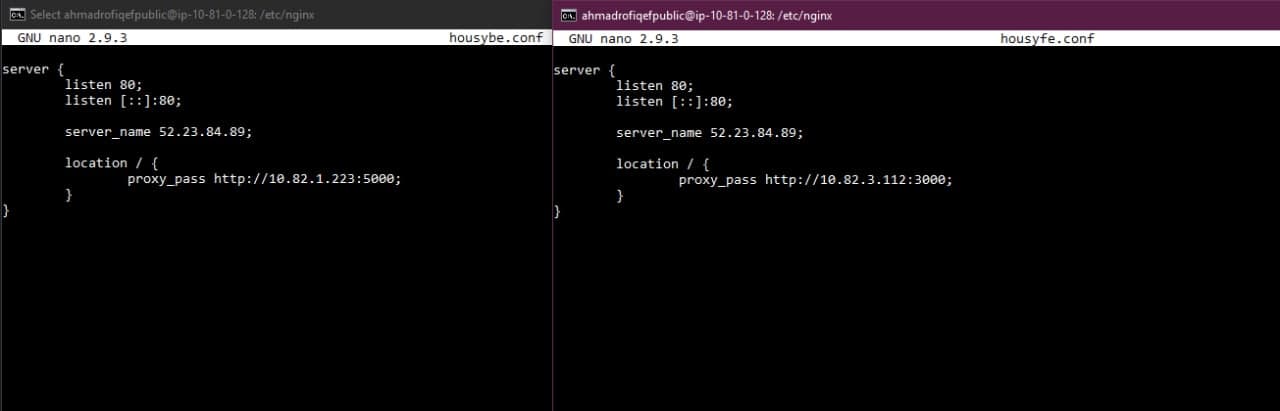 Select ahmadrofiqefpublic@ip-10-81-0-128: /etc/nginx
GNU nano 2.9.3 housybe.conf
server {
listen 80;
listen [::]:80;
server_name 52.23.84.89;
location / {
proxy_pass http://10.82.1.223:5000;
}
}
ahmadrofiqefpublic@ip-10-81-0-128: /etc/nginx
GNU nano 2.9.3 housyfe.conf
server {
listen 80;
listen [::]:80;
server_name 52.23.84.89;
location / {
proxy_pass http://10.82.3.112:3000;
}
}